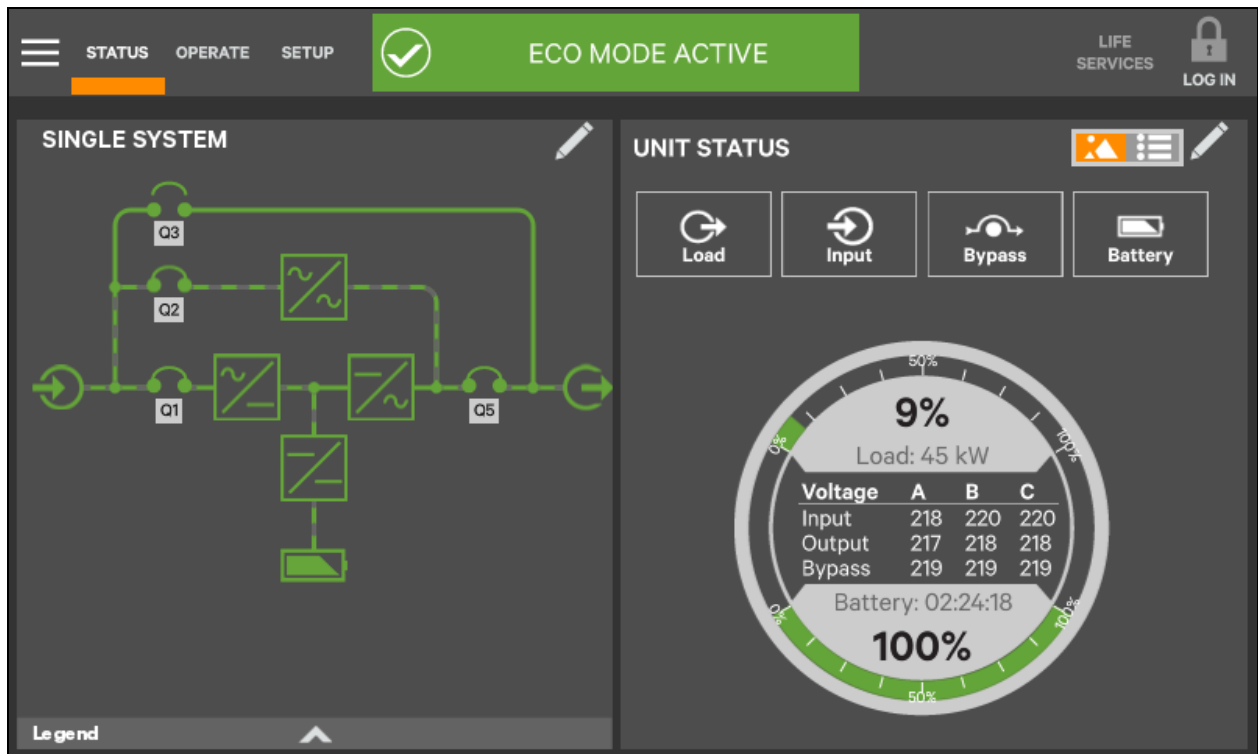 STATUS OPERATE SETUP
ECO MODE ACTIVE
LIFE
SERVICES
LOG IN
SINGLE SYSTEM
Q3
Q2
Q1
Q5
Legend
UNIT STATUS
Load Input Bypass Battery
50%
0%
100%
9%
Load: 45 kW
Voltage A B C
Input 218 220 220
Output 217 218 218
Bypass 219 219 219
Battery: 02:24:18
0%
100%
100%
50%